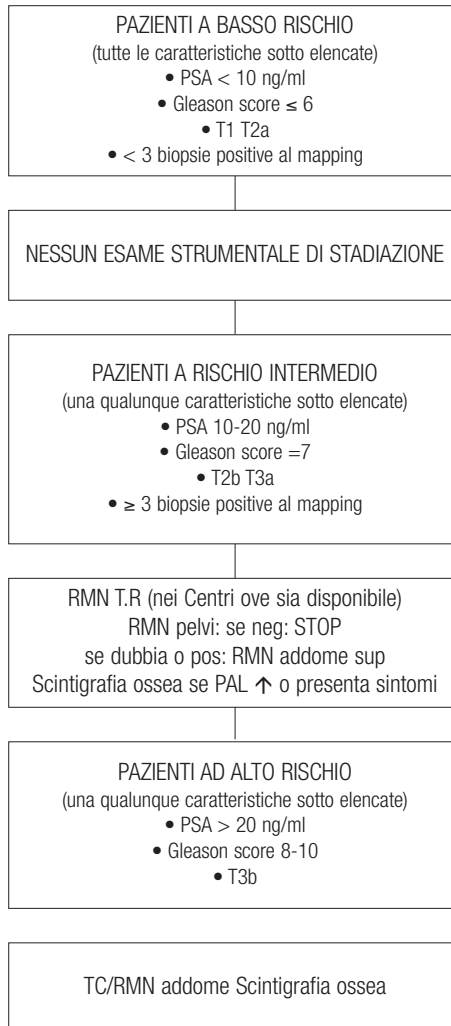 PAZIENTI A BASSO RISCHIO
(tutte le caratteristiche sotto elencate)
• PSA < 10 ng/ml
• Gleason score ≤ 6
• T1 T2a
• < 3 biopsie positive al mapping
NESSUN ESAME STRUMENTALE DI STADIAZIONE
PAZIENTI A RISCHIO INTERMEDIO
(una qualunque caratteristiche sotto elencate)
• PSA 10-20 ng/ml
• Gleason score =7
• T2b T3a
• ≥ 3 biopsie positive al mapping
RMN T.R (nei Centri ove sia disponibile)
RMN pelvi: se neg: STOP
se dubbia o pos: RMN addome sup
Scintigrafia ossea se PAL ↑ o presenta sintomi
PAZIENTI AD ALTO RISCHIO
(una qualunque caratteristiche sotto elencate)
• PSA > 20 ng/ml
• Gleason score 8-10
• T3b
TC/RMN addome Scintigrafia ossea